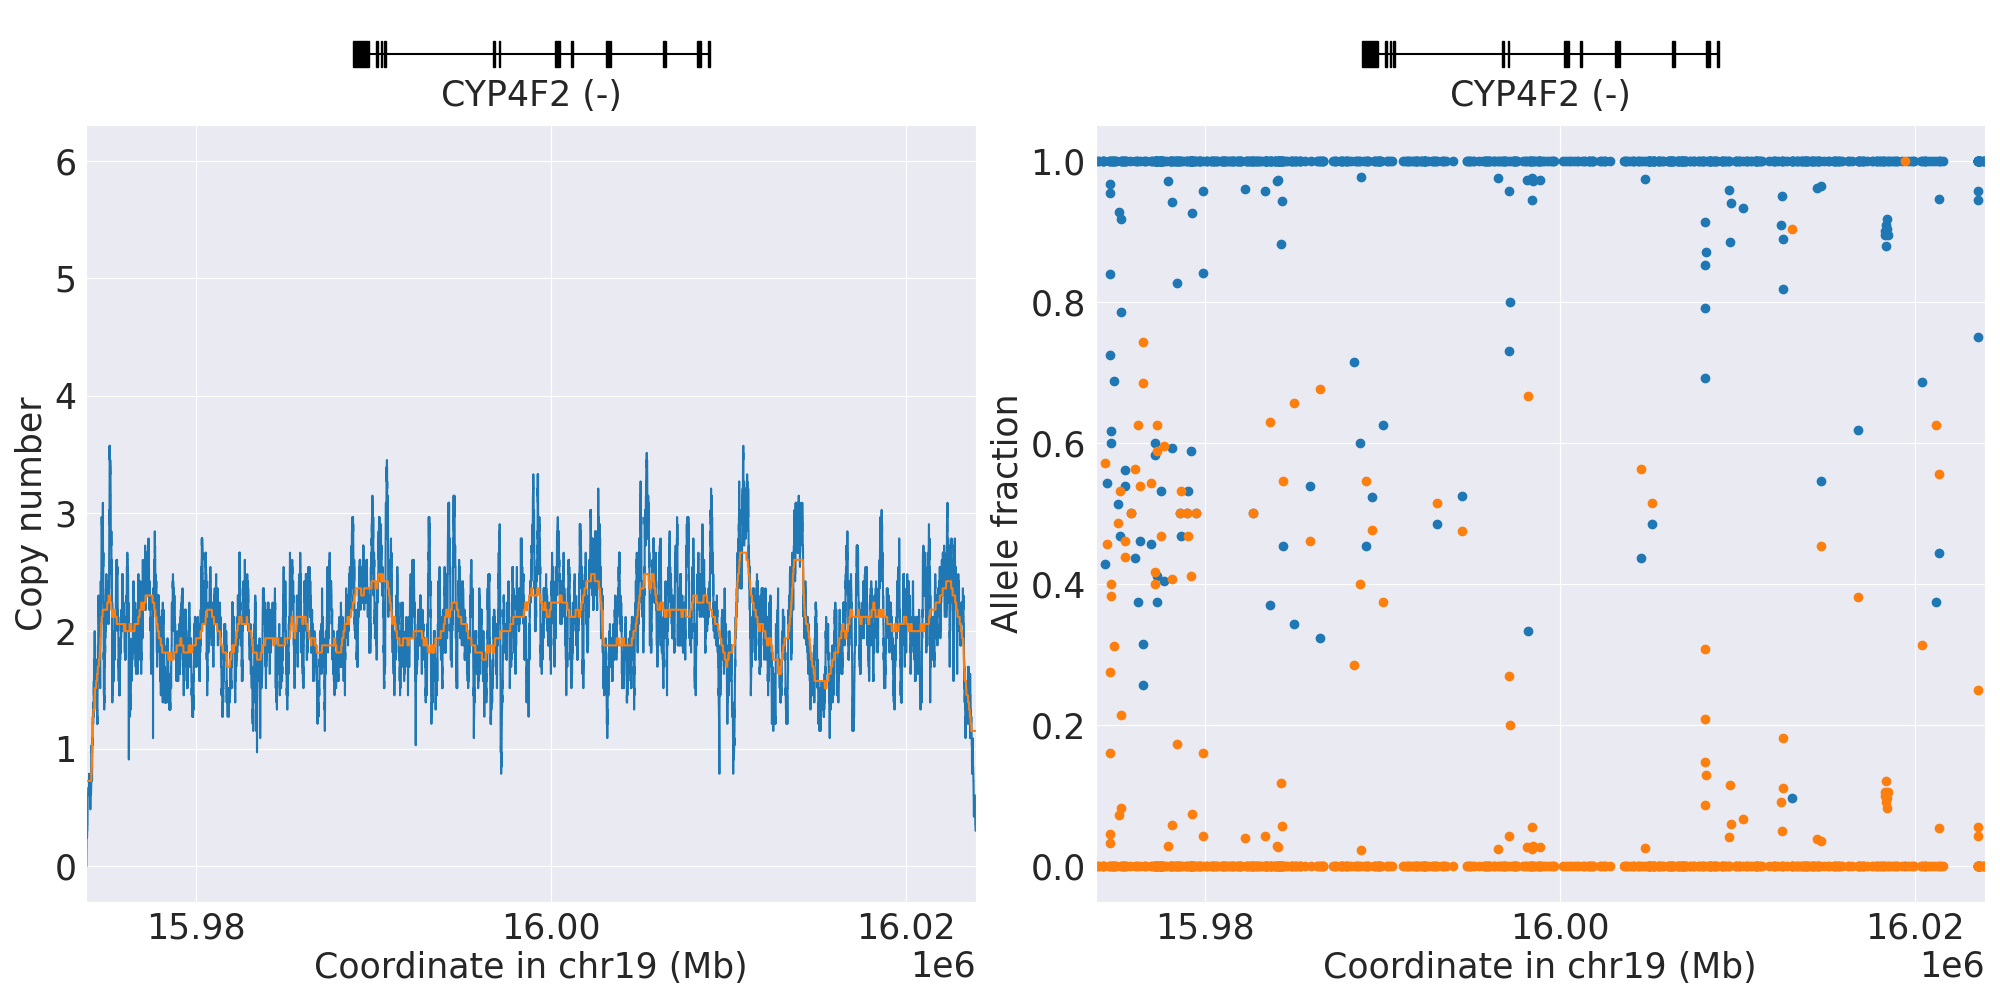 CYP4F2 (-)
6
5
4
3
2
1
0
Copy number
15.98
16.00
16.02
Coordinate in chr19 (Mb)
1e6
CYP4F2 (-)
1.0
0.8
0.6
0.4
0.2
0.0
Allele fraction
15.98
16.00
16.02
Coordinate in chr19 (Mb)
1e6